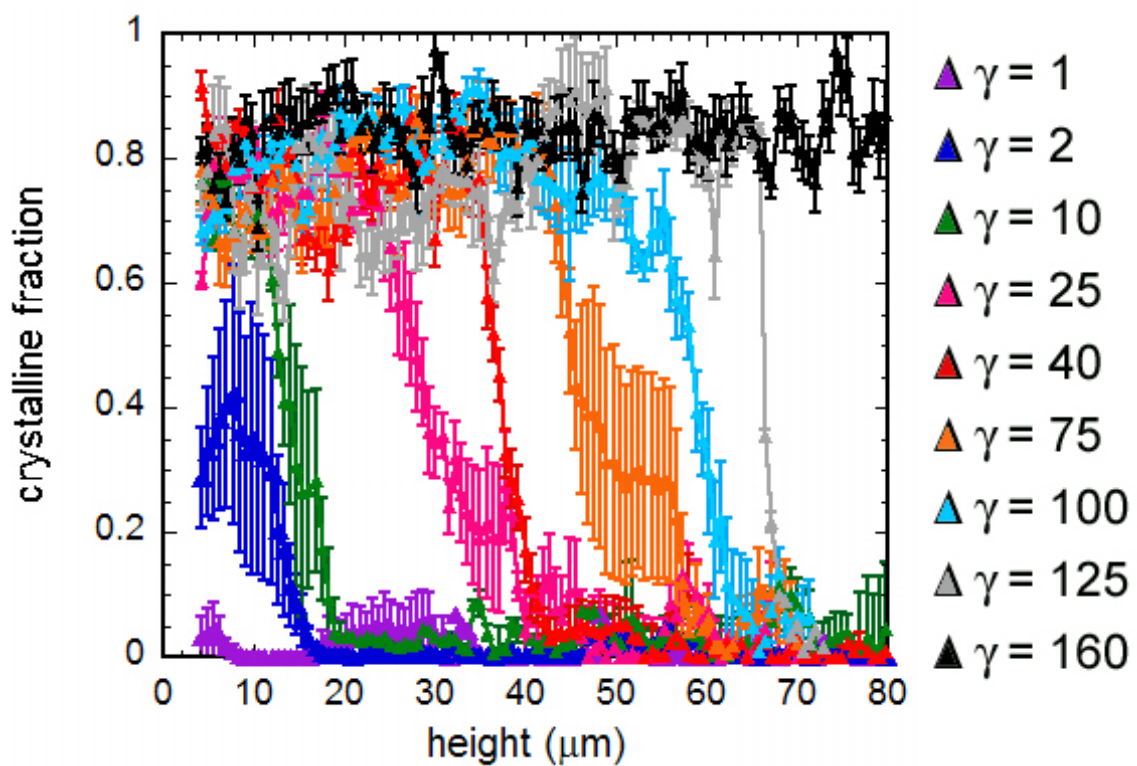 1
0.8
0.6
0.4
0.2
0
crystalline fraction
0 10 20 30 40 50 60 70 80
height (μm)
γ = 1
γ = 2
γ = 10
γ = 25
γ = 40
γ = 75
γ = 100
γ = 125
γ = 160